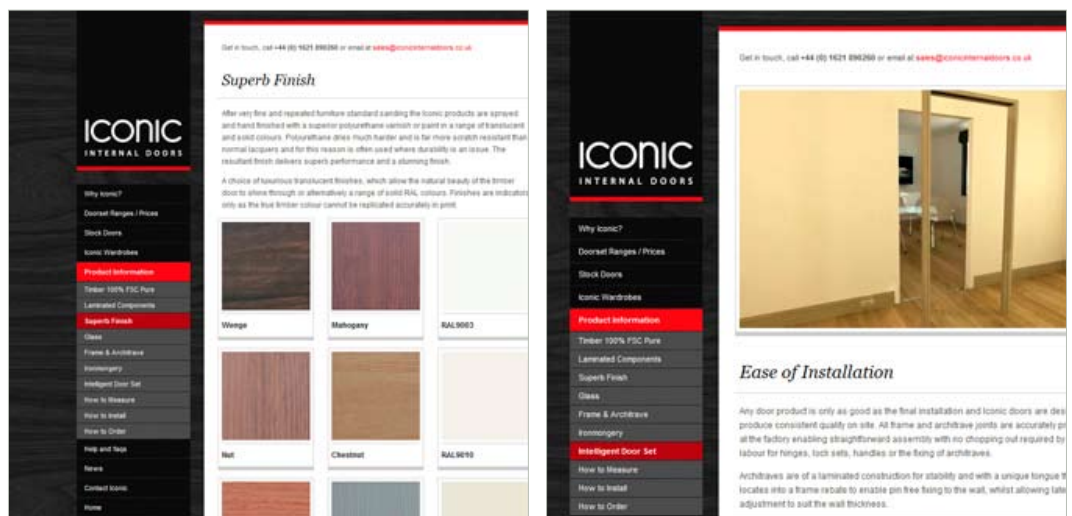 Get in touch, call +44 (0) 1621 890260 or email at sales@iconicinternaldoors.co.uk
Superb Finish
After very fine and repeated furniture standard sanding the Iconic products are sprayed
and hand finished with a superior polyurethane varnish or paint in a range of translucent
and solid colours. Polyurethane dries much harder and is far more scratch resistant than
normal lacquers and for this reason is often used where durability is an issue. The
resultant finish delivers superb performance and a stunning finish.
A choice of luxurious translucent finishes, which allow the natural beauty of the timber
door to shine through or alternatively a range of solid RAL colours. Finishes are indicators
only as the true timber colour cannot be replicated accurately in print.
ICONIC
INTERNAL DOORS
Why Iconic?
Doorset Ranges / Prices
Stock Doors
Iconic Wardrobes
Product Information
Timber 100% FSC Pure
Laminated Components
Superb Finish
Glass
Frame & Architrave
Ironmongery
Intelligent Door Set
How to Measure
How to Install
How to Order
Help and faqs
News
Contact Iconic
Home
Wenge
Mahogany
RAL9003
Nut
Chestnut
RAL9010
Get in touch, call +44 (0) 1621 890260 or email at sales@iconicinternaldoors.co.uk
ICONIC
INTERNAL DOORS
Why Iconic?
Doorset Ranges / Prices
Stock Doors
Iconic Wardrobes
Product Information
Timber 100% FSC Pure
Laminated Components
Superb Finish
Glass
Frame & Architrave
Ironmongery
Intelligent Door Set
How to Measure
How to Install
How to Order
Ease of Installation
Any door product is only as good as the final installation and Iconic doors are des
produce consistent quality on site. All frame and architrave joints are accurately pr
at the factory enabling straightforward assembly with no chopping out required by
labour for hinges, lock sets, handles or the fixing of architraves.
Architraves are of a laminated construction for stability and with a unique tongue t
locates into a frame rebate to enable pin free fixing to the wall, whilst allowing late
adjustment to suit the wall thickness.